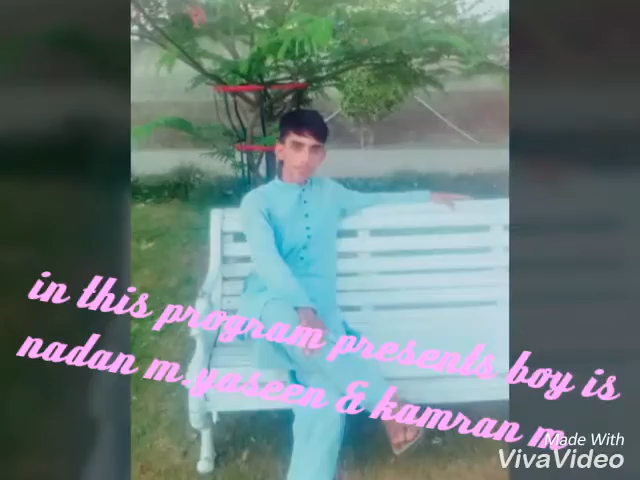 in this program presents boy is
nadan m.yaseen & kamran m
Made With
VivaVideo